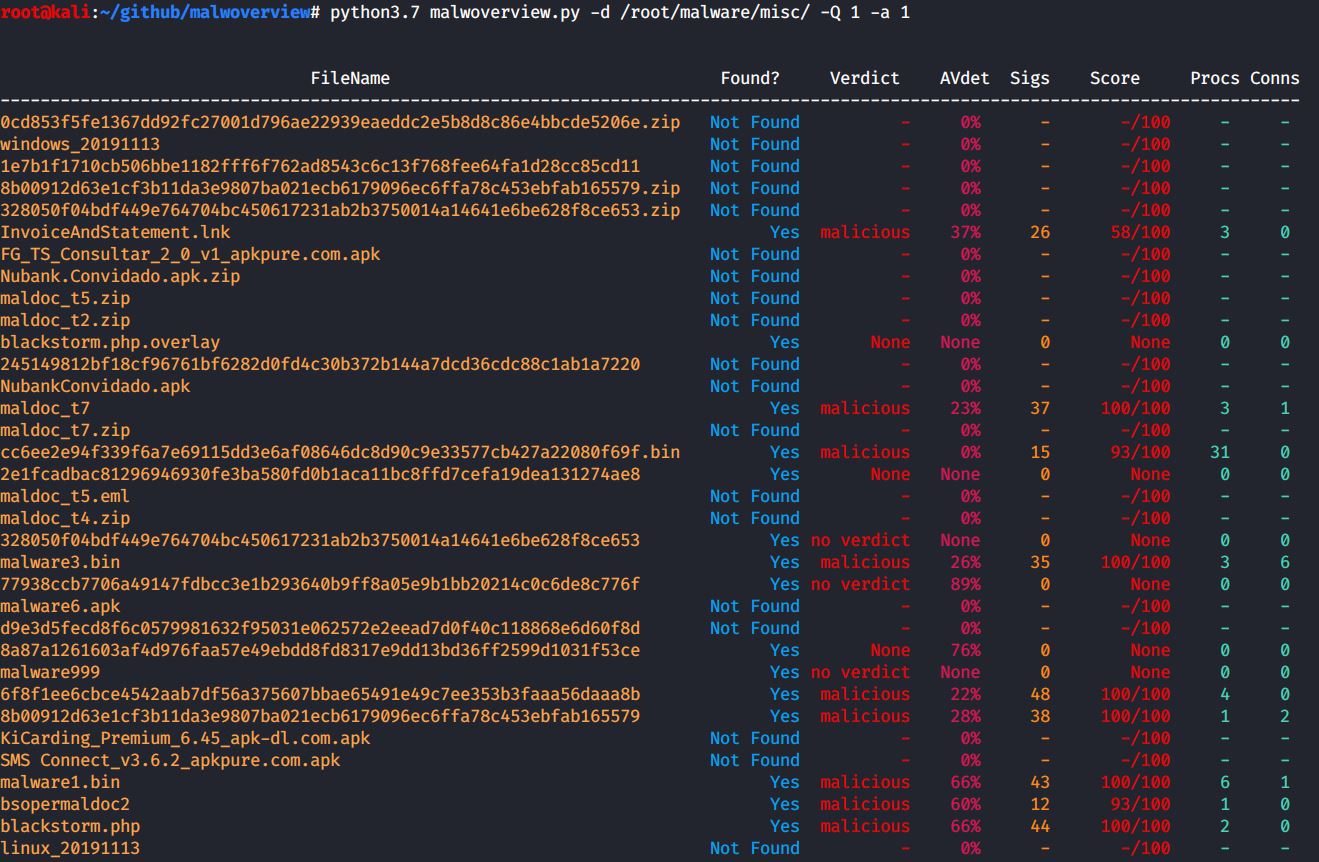 root@kali:~/github/malwoverview# python3.7 malwoverview.py -d /root/malware/misc/ -Q 1 -a 1
FileName Found? Verdict AVdet Sigs Score Procs Conns
----------------------------------------------------------------------------------------------------------------------------------
0cd853f5fe1367dd92fc27001d796ae22939eaeddc2e5b8d8c86e4bbcde5206e.zip Not Found - 0% - -/100 - -
windows_20191113 Not Found - 0% - -/100 - -
1e7b1f1710cb506bbe1182fff6f762ad8543c6c13f768fee64fa1d28cc85cd11 Not Found - 0% - -/100 - -
8b00912d63e1cf3b11da3e9807ba021ecb6179096ec6ffa78c453ebfab165579.zip Not Found - 0% - -/100 - -
328050f04bdf449e764704bc450617231ab2b3750014a14641e6be628f8ce653.zip Not Found - 0% - -/100 - -
InvoiceAndStatement.lnk Yes malicious 37% 26 58/100 3 0
FG_TS_Consultar_2_0_v1_apkpure.com.apk Not Found - 0% - -/100 - -
Nubank.Convidado.apk.zip Not Found - 0% - -/100 - -
maldoc_t5.zip Not Found - 0% - -/100 - -
maldoc_t2.zip Not Found - 0% - -/100 - -
blackstorm.php.overlay Yes None None 0 None 0 0
245149812bf18cf96761bf6282d0fd4c30b372b144a7dcd36cdc88c1ab1a7220 Not Found - 0% - -/100 - -
NubankConvidado.apk Not Found - 0% - -/100 - -
maldoc_t7 Yes malicious 23% 37 100/100 3 1
maldoc_t7.zip Not Found - 0% - -/100 - -
cc6ee2e94f339f6a7e69115dd3e6af08646dc8d90c9e33577cb427a22080f69f.bin Yes malicious 0% 15 93/100 31 0
2e1fcadbac81296946930fe3ba580fd0b1aca11bc8ffd7cefa19dea131274ae8 Yes None None 0 None 0 0
maldoc_t5.eml Not Found - 0% - -/100 - -
maldoc_t4.zip Not Found - 0% - -/100 - -
328050f04bdf449e764704bc450617231ab2b3750014a14641e6be628f8ce653 Yes no verdict None 0 None 0 0
malware3.bin Yes malicious 26% 35 100/100 3 6
77938ccb7706a49147fdbcc3e1b293640b9ff8a05e9b1bb20214c0c6de8c776f Yes no verdict 89% 0 None 0 0
malware6.apk Not Found - 0% - -/100 - -
d9e3d5fecd8f6c0579981632f95031e062572e2eead7d0f40c118868e6d60f8d Not Found - 0% - -/100 - -
8a87a1261603af4d976faa57e49ebdd8fd8317e9dd13bd36ff2599d1031f53ce Yes None 76% 0 None 0 0
malware999 Yes no verdict None 0 None 0 0
6f8f1ee6cbce4542aab7df56a375607bbae65491e49c7ee353b3faaa56daaa8b Yes malicious 22% 48 100/100 4 0
8b00912d63e1cf3b11da3e9807ba021ecb6179096ec6ffa78c453ebfab165579 Yes malicious 28% 38 100/100 1 2
KiCarding_Premium_6.45_apk-dl.com.apk Not Found - 0% - -/100 - -
SMS Connect_v3.6.2_apkpure.com.apk Not Found - 0% - -/100 - -
malware1.bin Yes malicious 66% 43 100/100 6 1
bsopermaldoc2 Yes malicious 60% 12 93/100 1 0
blackstorm.php Yes malicious 66% 44 100/100 2 0
linux_20191113 Not Found - 0% - -/100 - -